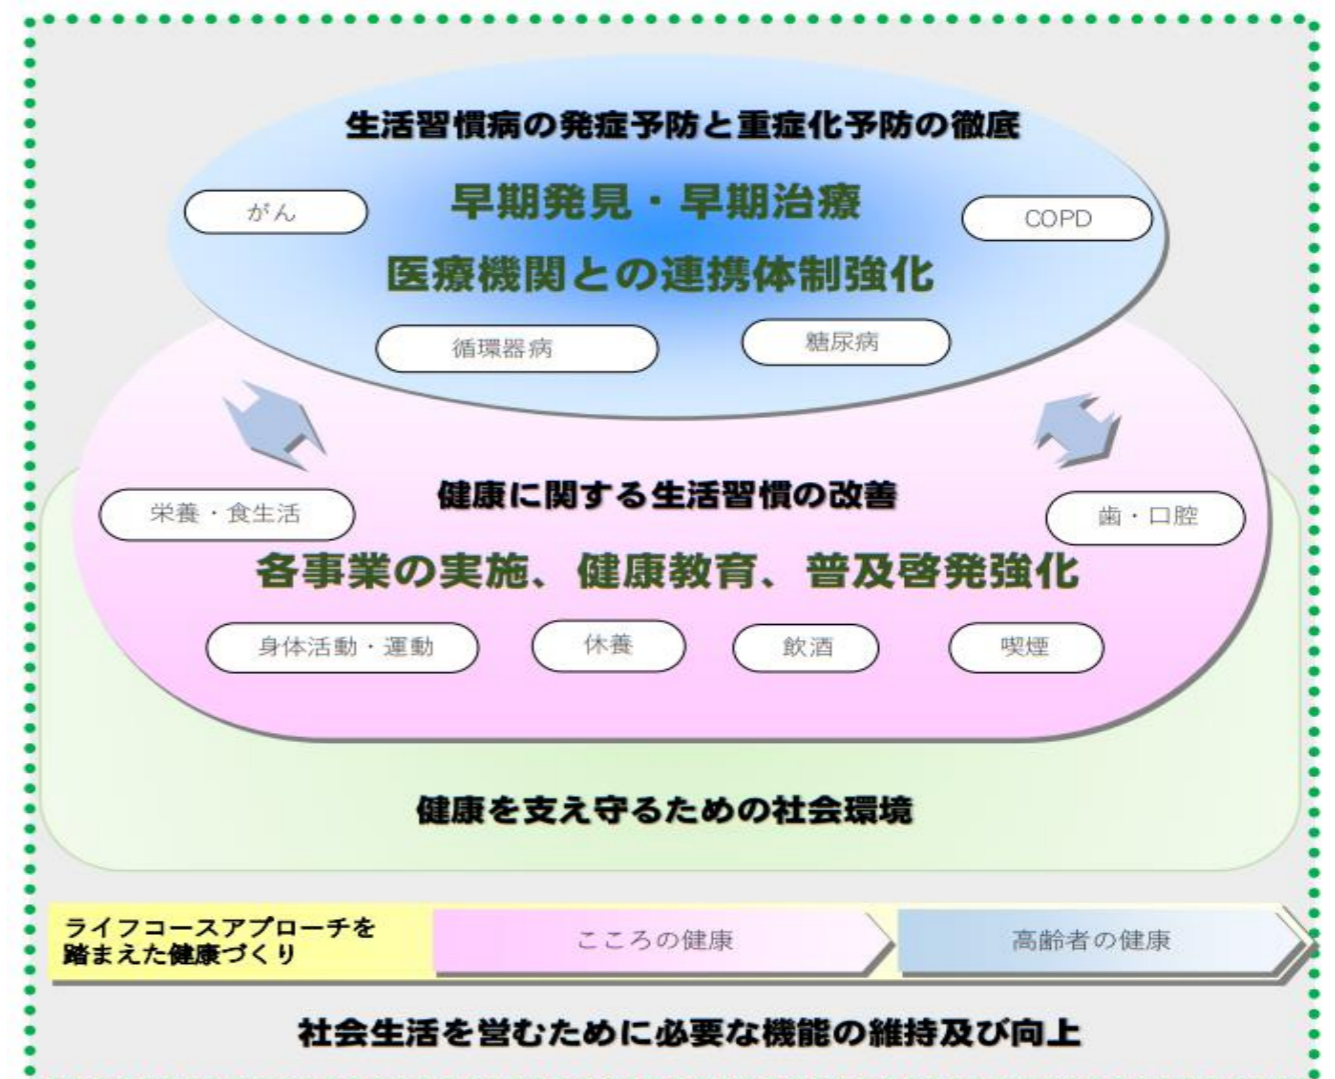 生活習慣病の発症予防と重症化予防の徹底
早期発見・早期治療
がん
COPD
医療機関との連携体制強化
循環器病
糖尿病
健康に関する生活習慣の改善
栄養・食生活
歯・口腔
各事業の実施、健康教育、普及啓発強化
身体活動・運動
休養
飲酒
喫煙
健康を支え守るための社会環境
ライフコースアプローチを
踏まえた健康づくり
こころの健康
高齢者の健康
社会生活を営むために必要な機能の維持及び向上